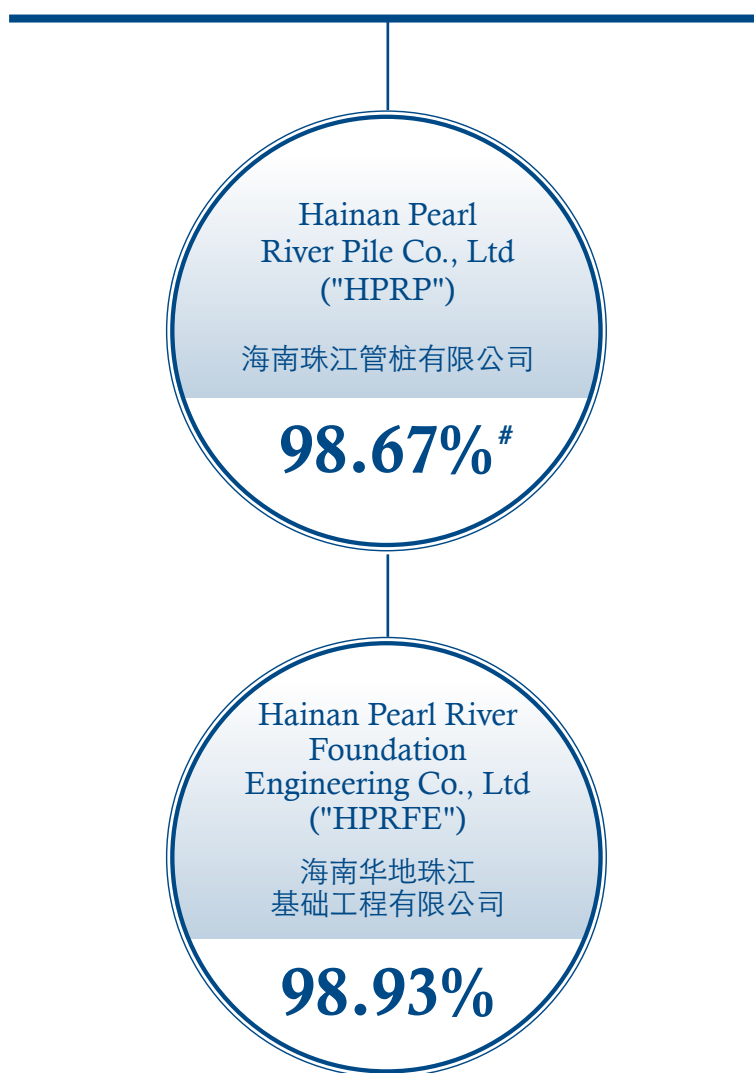 Hainan Pearl
River Pile Co., Ltd
("HPRP")
海南珠江管桩有限公司
98.67%#
Hainan Pearl River
Foundation
Engineering Co., Ltd
("HPRFE")
海南华地珠江
基础工程有限公司
98.93%